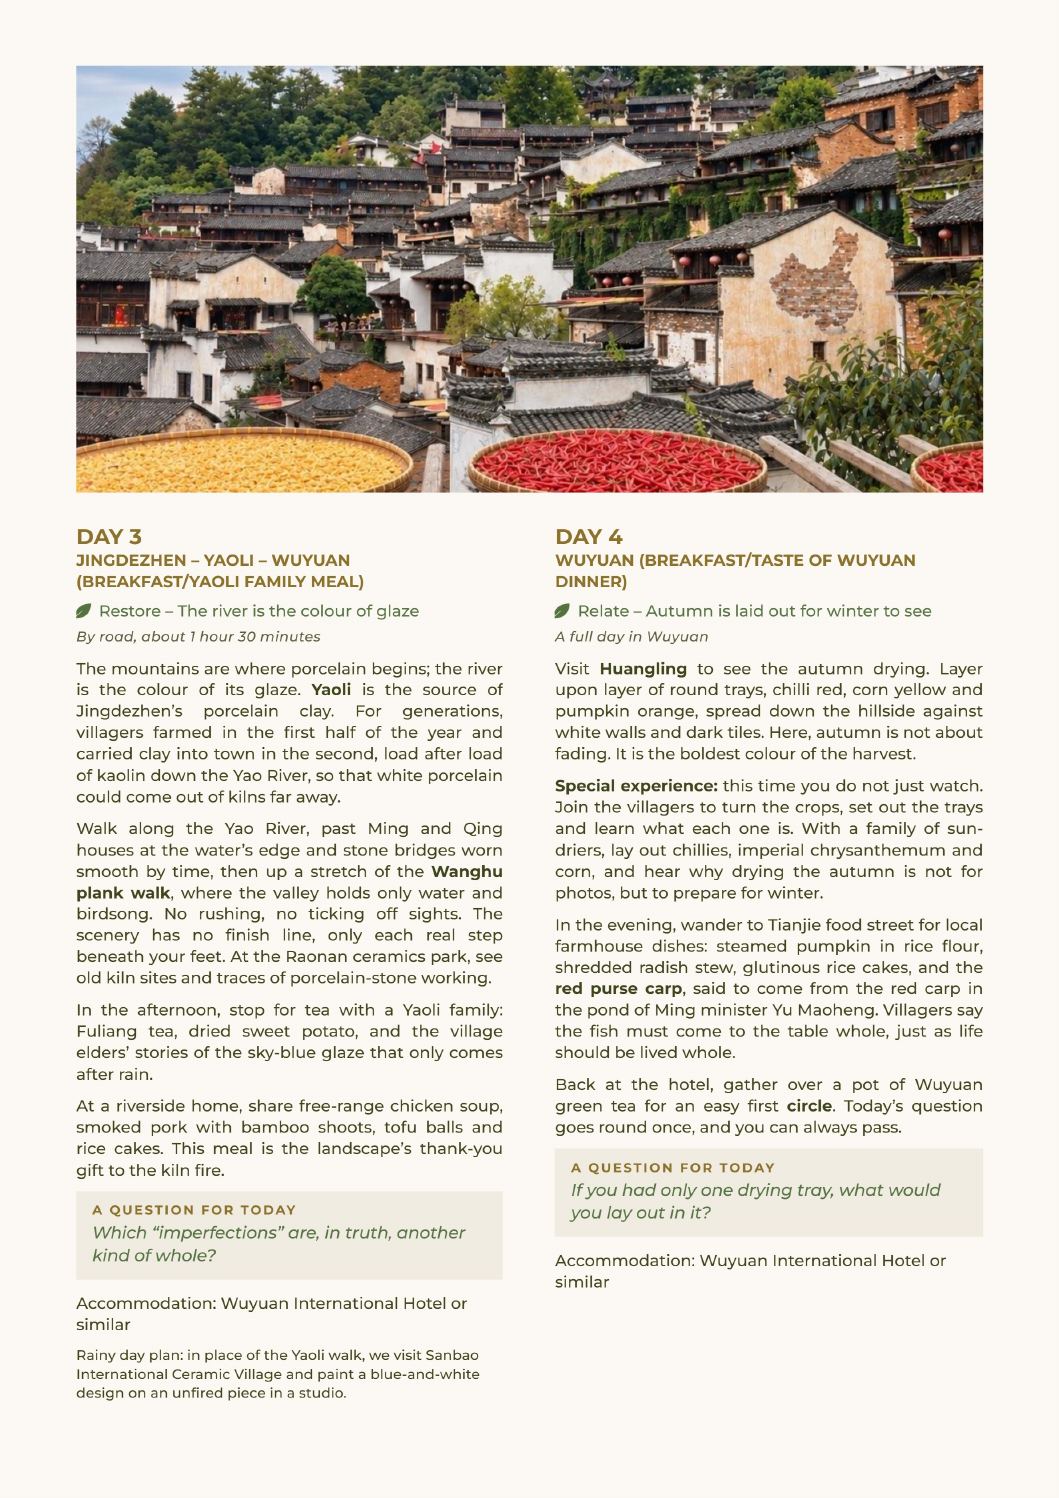 DAY 3
JINGDEZHEN – YAOLI – WUYUAN
(BREAKFAST/YAOLI FAMILY MEAL)
Restore – The river is the colour of glaze
By road, about 1 hour 30 minutes
The mountains are where porcelain begins; the river
is the colour of its glaze. Yaoli is the source of
Jingdezhen’s porcelain clay. For generations,
villagers farmed in the first half of the year and
carried clay into town in the second, load after load
of kaolin down the Yao River, so that white porcelain
could come out of kilns far away.
Walk along the Yao River, past Ming and Qing
houses at the water’s edge and stone bridges worn
smooth by time, then up a stretch of the Wanghu
plank walk, where the valley holds only water and
birdsong. No rushing, no ticking off sights. The
scenery has no finish line, only each real step
beneath your feet. At the Raonan ceramics park, see
old kiln sites and traces of porcelain-stone working.
In the afternoon, stop for tea with a Yaoli family:
Fuliang tea, dried sweet potato, and the village
elders’ stories of the sky-blue glaze that only comes
after rain.
At a riverside home, share free-range chicken soup,
smoked pork with bamboo shoots, tofu balls and
rice cakes. This meal is the landscape’s thank-you
gift to the kiln fire.
A QUESTION FOR TODAY
Which “imperfections” are, in truth, another
kind of whole?
Accommodation: Wuyuan International Hotel or
similar
Rainy day plan: in place of the Yaoli walk, we visit Sanbao
International Ceramic Village and paint a blue-and-white
design on an unfired piece in a studio.
DAY 4
WUYUAN (BREAKFAST/TASTE OF WUYUAN
DINNER)
Relate – Autumn is laid out for winter to see
A full day in Wuyuan
Visit Huangling to see the autumn drying. Layer
upon layer of round trays, chilli red, corn yellow and
pumpkin orange, spread down the hillside against
white walls and dark tiles. Here, autumn is not about
fading. It is the boldest colour of the harvest.
Special experience: this time you do not just watch.
Join the villagers to turn the crops, set out the trays
and learn what each one is. With a family of sun-
driers, lay out chillies, imperial chrysanthemum and
corn, and hear why drying the autumn is not for
photos, but to prepare for winter.
In the evening, wander to Tianjie food street for local
farmhouse dishes: steamed pumpkin in rice flour,
shredded radish stew, glutinous rice cakes, and the
red purse carp, said to come from the red carp in
the pond of Ming minister Yu Maoheng. Villagers say
the fish must come to the table whole, just as life
should be lived whole.
Back at the hotel, gather over a pot of Wuyuan
green tea for an easy first circle. Today’s question
goes round once, and you can always pass.
A QUESTION FOR TODAY
If you had only one drying tray, what would
you lay out in it?
Accommodation: Wuyuan International Hotel or
similar